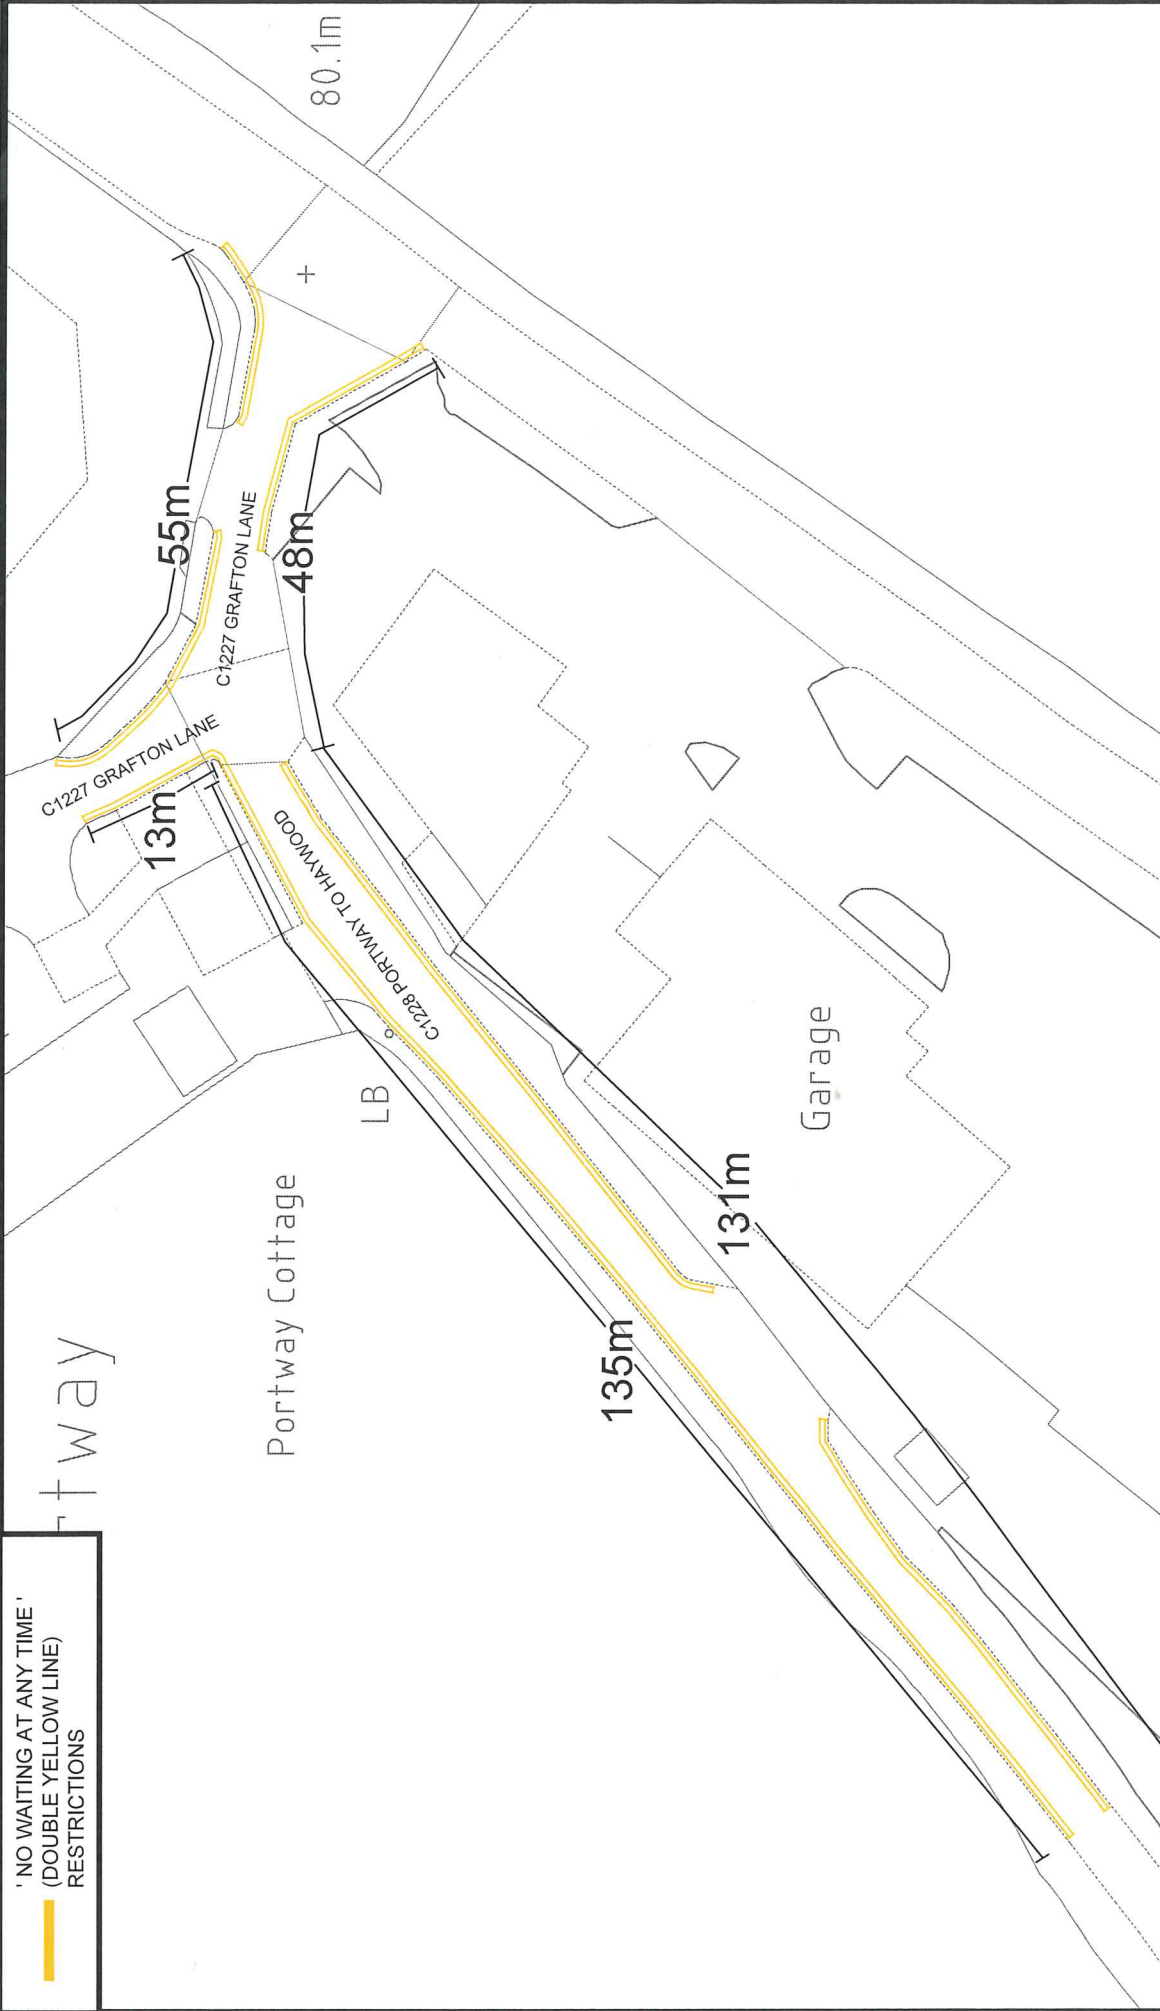 ' NO WAITING AT ANY TIME '
(DOUBLE YELLOW LINE)
RESTRICTIONS
tway
Portway Cottage
LB
Garage
80.1m
C1227 GRAFTON LANE
C1227 GRAFTON LANE
C1228 PORTWAY TO HAYWOOD
13m
55m
48m
135m
131m